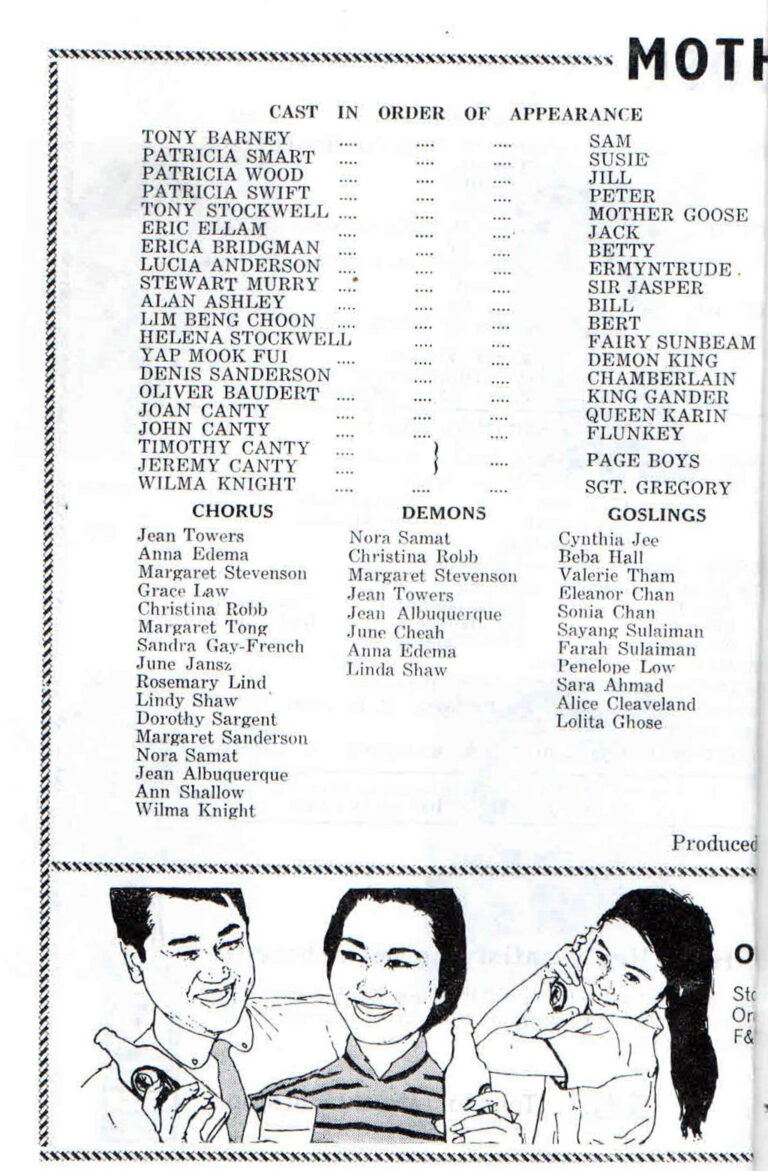 MOTH
CAST IN ORDER OF APPEARANCE
TONY BARNEY .... .... .... SAM
PATRICIA SMART .... .... .... SUSIE
PATRICIA WOOD .... .... .... JILL
PATRICIA SWIFT .... .... .... PETER
TONY STOCKWELL .... .... .... MOTHER GOOSE
ERIC ELLAM .... .... .... JACK
ERICA BRIDGMAN .... .... .... BETTY
LUCIA ANDERSON .... .... .... ERMYNTRUDE .
STEWART MURRY .... .... .... SIR JASPER
ALAN ASHLEY .... .... .... BILL
LIM BENG CHOON .... .... .... BERT
HELENA STOCKWELL .... .... FAIRY SUNBEAM
YAP MOOK FUI .... .... .... DEMON KING
DENIS SANDERSON .... .... CHAMBERLAIN
OLIVER BAUDERT .... .... .... KING GANDER
JOAN CANTY .... .... .... QUEEN KARIN
JOHN CANTY .... .... .... FLUNKEY
TIMOTHY CANTY ....
JEREMY CANTY .... } .... PAGE BOYS
WILMA KNIGHT .... .... .... SGT. GREGORY
CHORUS
Jean Towers
Anna Edema
Margaret Stevenson
Grace Law
Christina Robb
Margaret Tong
Sandra Gay-French
June Jansz
Rosemary Lind
Lindy Shaw
Dorothy Sargent
Margaret Sanderson
Nora Samat
Jean Albuquerque
Ann Shallow
Wilma Knight
DEMONS
Nora Samat
Christina Robb
Margaret Stevenson
Jean Towers
Jean Albuquerque
June Cheah
Anna Edema
Linda Shaw
GOSLINGS
Cynthia Jee
Beba Hall
Valerie Tham
Eleanor Chan
Sonia Chan
Sayang Sulaiman
Farah Sulaiman
Penelope Low
Sara Ahmad
Alice Cleaveland
Lolita Ghose
Produced
O
Sto
Or
F&